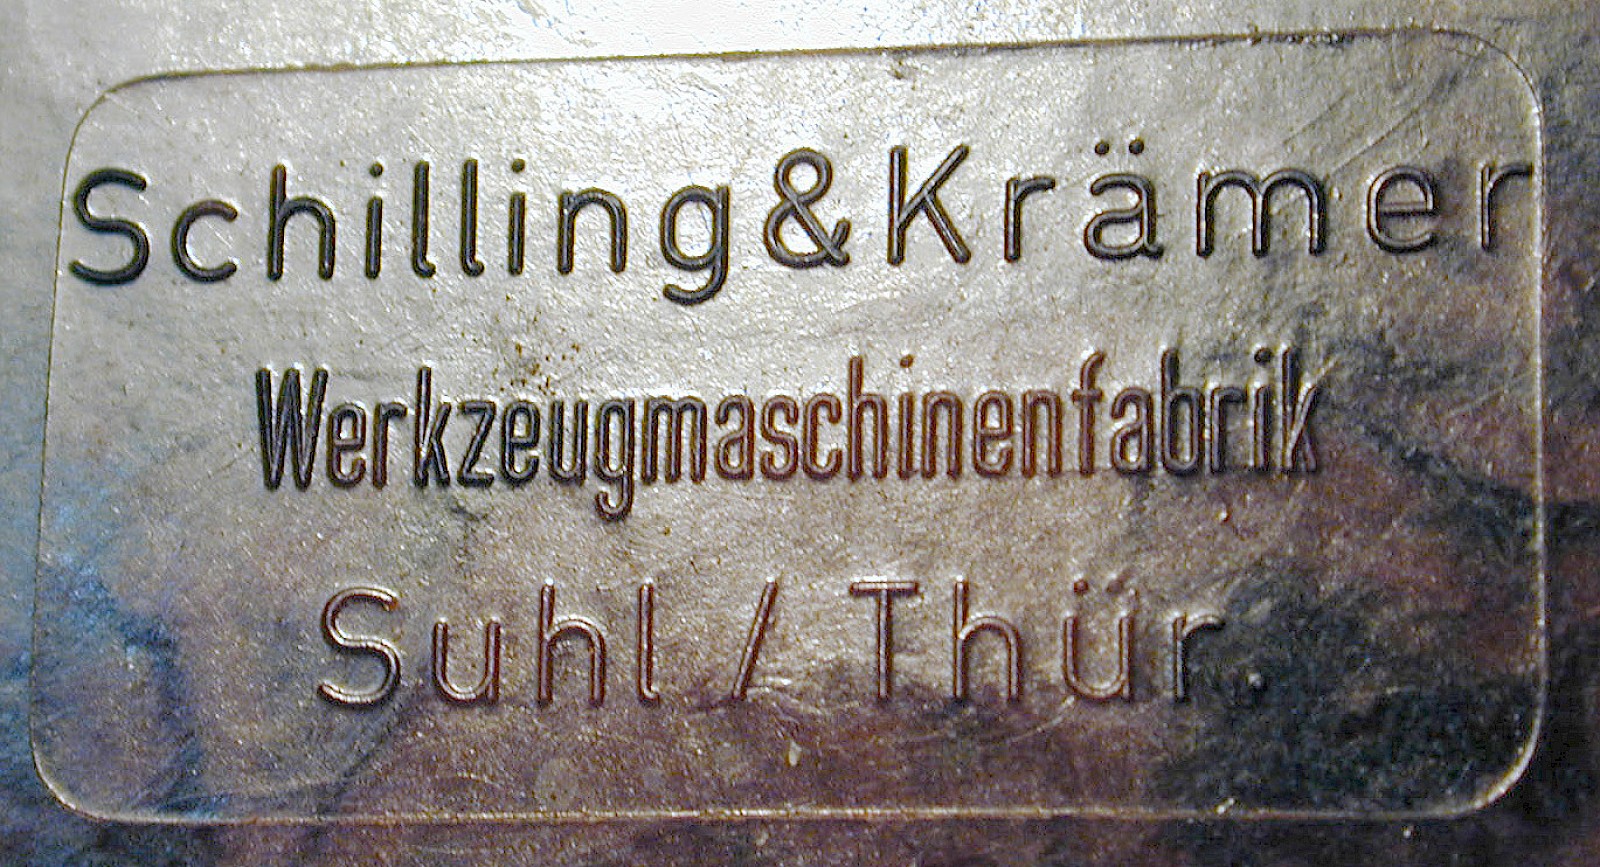 Schilling & Krämer
Werkzeugmaschinenfabrik
Suhl / Thür.